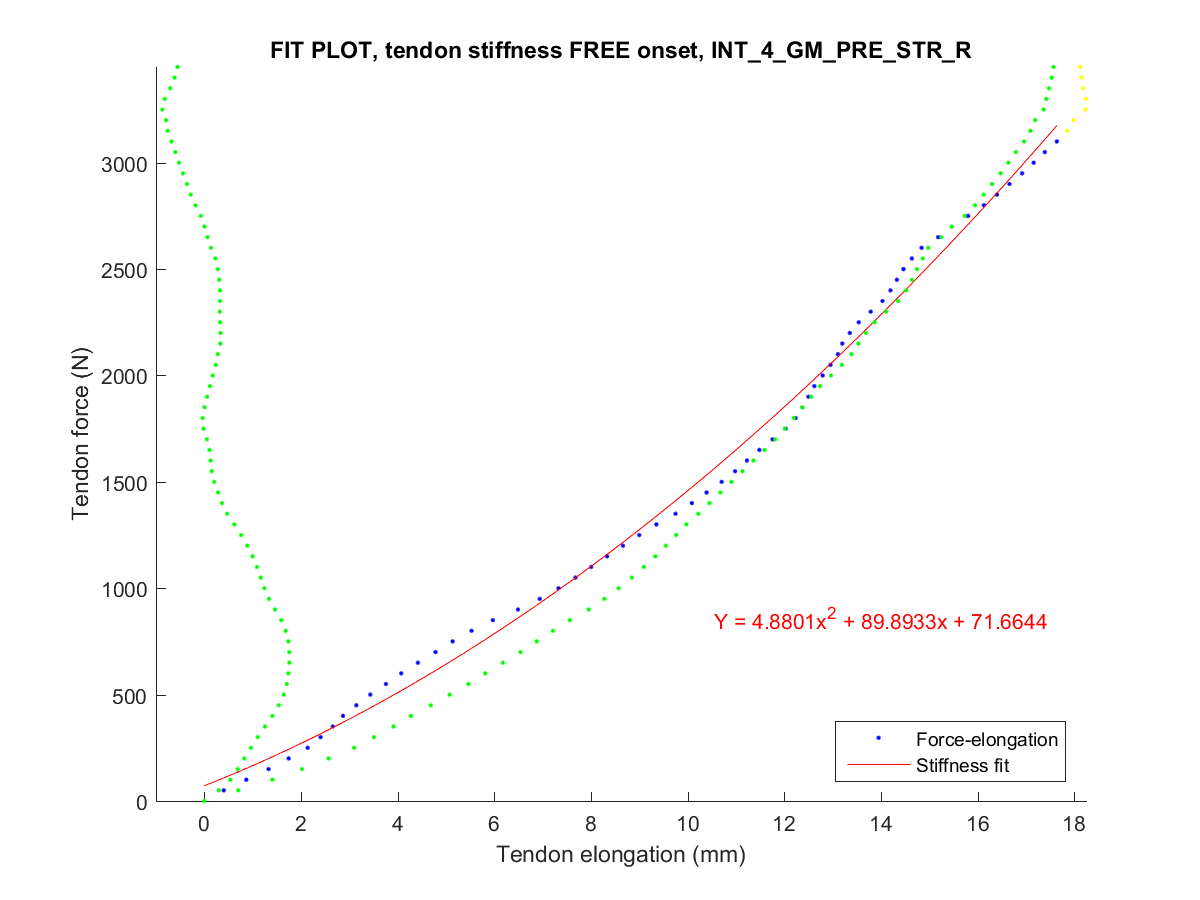 FIT PLOT, tendon stiffness FREE onset, INT_4_GM_PRE_STR_R
Tendon force (N)
3000
2500
2000
1500
1000
500
0
Y = 4.8801x² + 89.8933x + 71.6644
Force-elongation
Stiffness fit
0 2 4 6 8 10 12 14 16 18
Tendon elongation (mm)